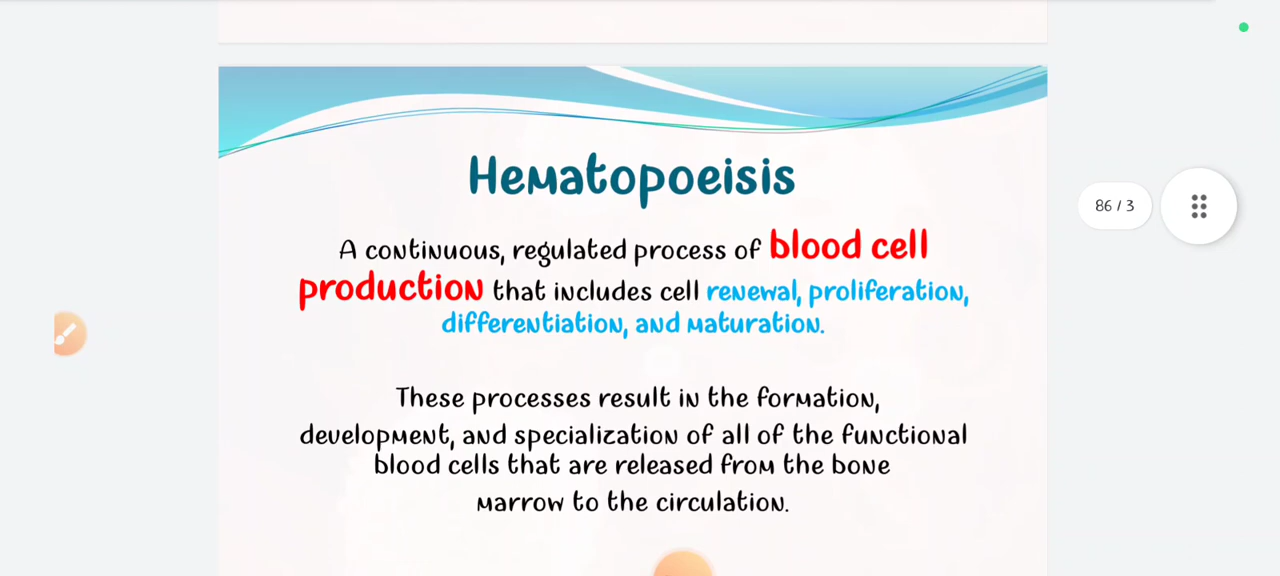 Hematopoeisis
A continuous, regulated process of blood cell
production that includes cell renewal, proliferation,
differentiation, and maturation.
These processes result in the formation,
development, and specialization of all of the functional
blood cells that are released from the bone
marrow to the circulation.
86 / 3